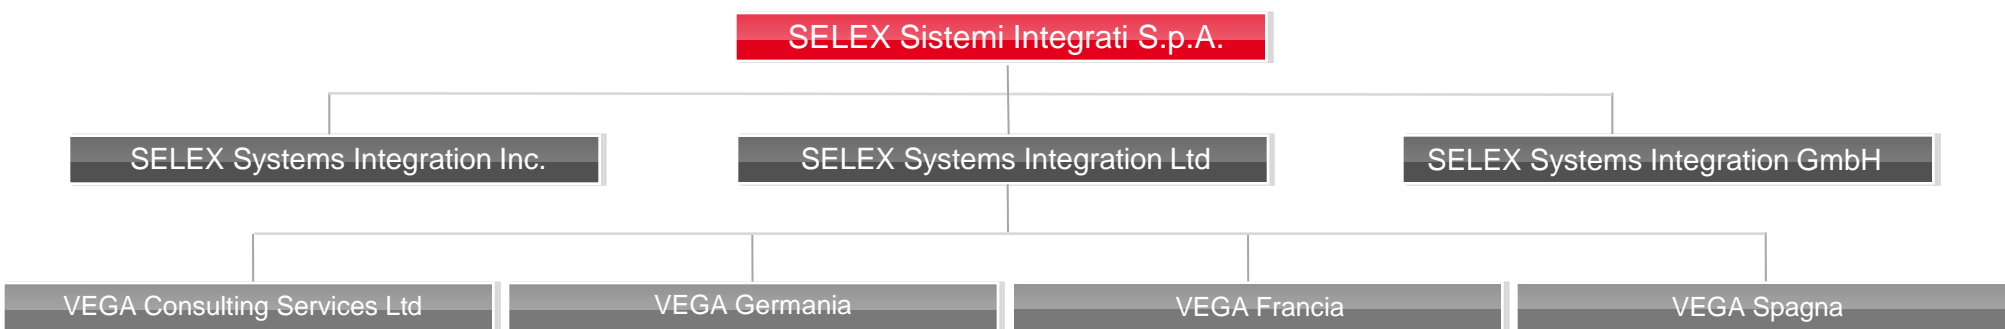 SELEX Sistemi Integrati S.p.A.
SELEX Systems Integration Inc.
SELEX Systems Integration Ltd
SELEX Systems Integration GmbH
VEGA Consulting Services Ltd
VEGA Germania
VEGA Francia
VEGA Spagna